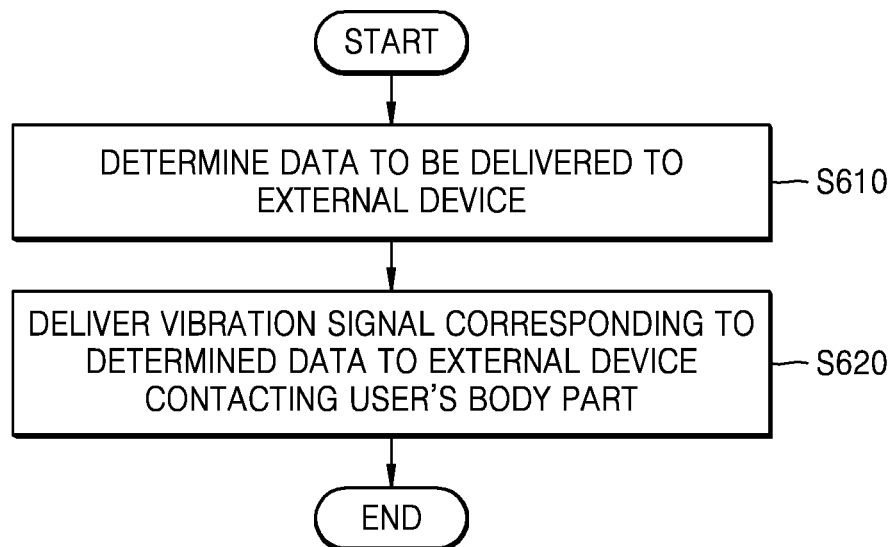 START
DETERMINE DATA TO BE DELIVERED TO
EXTERNAL DEVICE
S610
DELIVER VIBRATION SIGNAL CORRESPONDING TO
DETERMINED DATA TO EXTERNAL DEVICE
CONTACTING USER'S BODY PART
S620
END